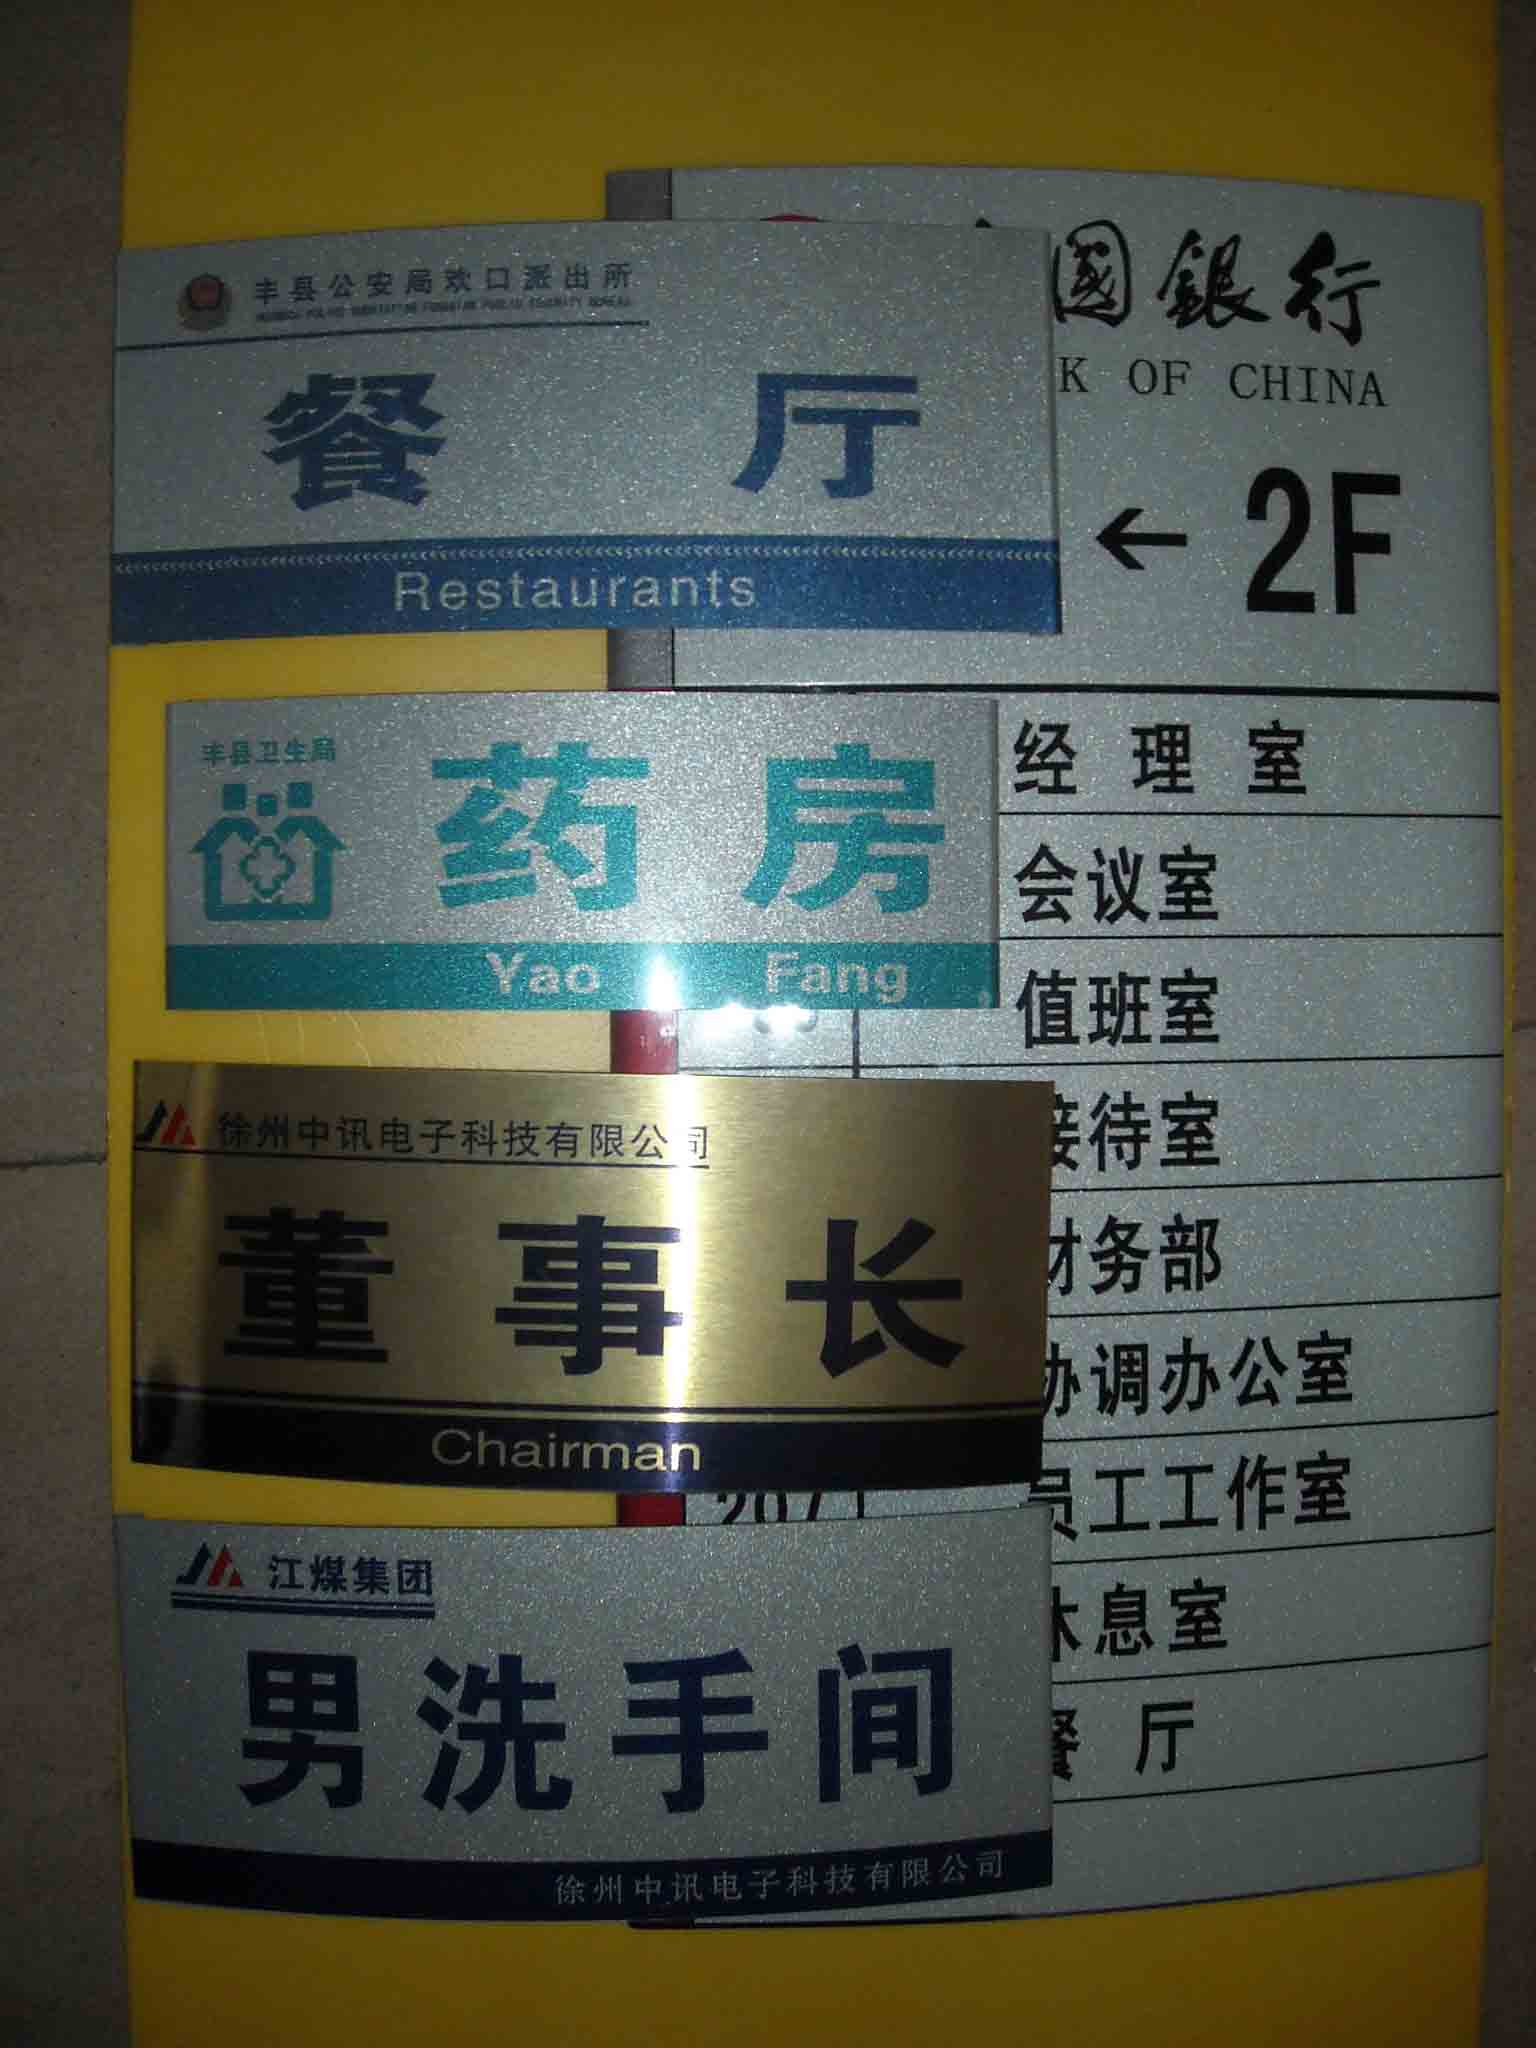 丰县公安局欢口派出所
餐 厅
Restaurants
國銀行
K OF CHINA
← 2F
丰县卫生局
药 房
Yao Fang
经 理 室
会议室
值班室
接待室
财务部
协调办公室
员工工作室
休息室
餐 厅
徐州中讯电子科技有限公司
董 事 长
Chairman
207
江煤集团
男洗手间
徐州中讯电子科技有限公司